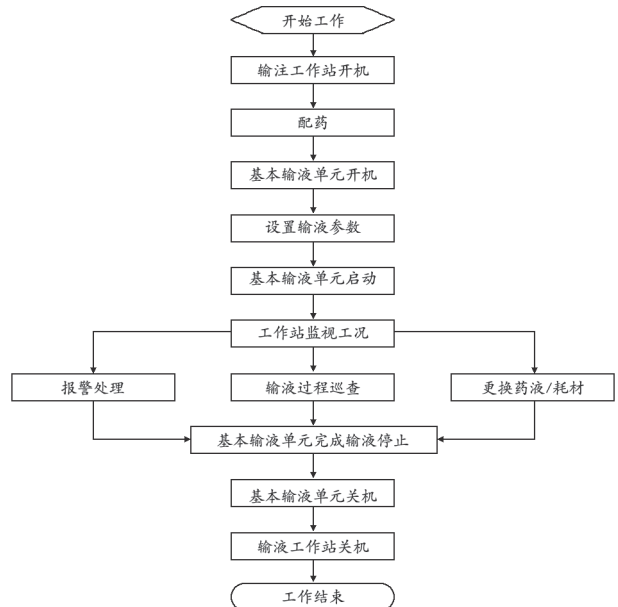 开始工作
输注工作站开机
配药
基本输液单元开机
设置输液参数
基本输液单元启动
工作站监视工况
报警处理
输液过程巡查
更换药液/耗材
基本输液单元完成输液停止
基本输液单元关机
输液工作站关机
工作结束